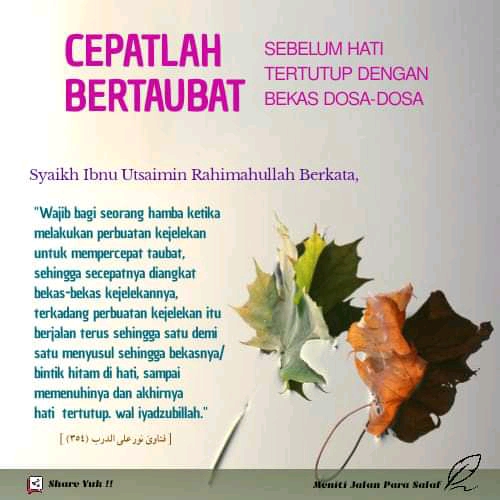 CEPATLAH
BERTAUBAT
SEBELUM HATI
TERTUTUP DENGAN
BEKAS DOSA-DOSA
Syaikh Ibnu Utsaimin Rahimahullah Berkata,
"Wajib bagi seorang hamba ketika
melakukan perbuatan kejelekan
untuk mempercepat taubat,
sehingga secepatnya diangkat
bekas-bekas kejelekannya,
terkadang perbuatan kejelekan itu
berjalan terus sehingga satu demi
satu menyusul sehingga bekasnya/
bintik hitam di hati, sampai
memenuhinya dan akhirnya
hati tertutup. wal iyadzubillah."
[ فتاوى نور على الدرب (٣٥٤) ]
Share Yuk !!
Meniti Jalan Para Salaf